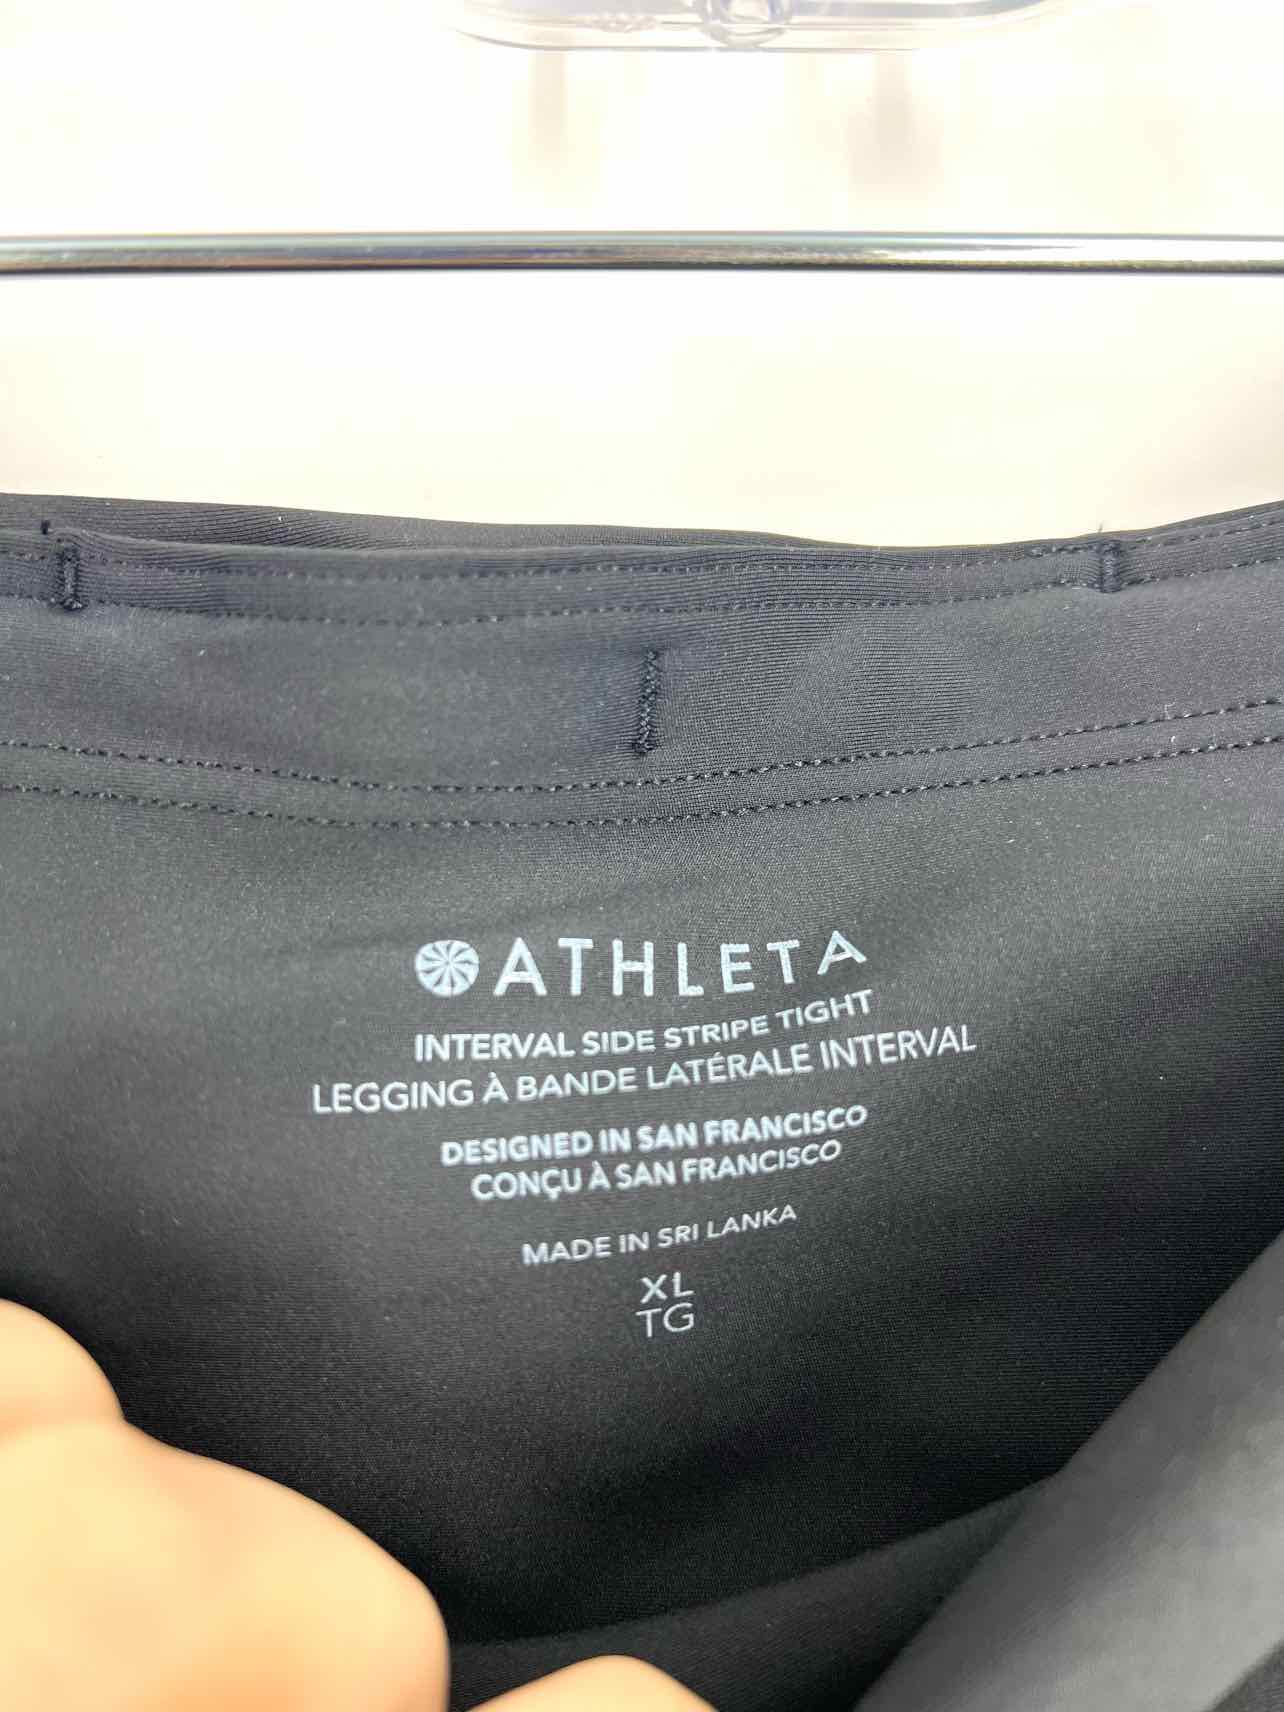 ATHLETA
INTERVAL SIDE STRIPE TIGHT
LEGGING À BANDE LATÉRALE INTERVAL
DESIGNED IN SAN FRANCISCO
CONÇU À SAN FRANCISCO
MADE IN SRI LANKA
XL
TG